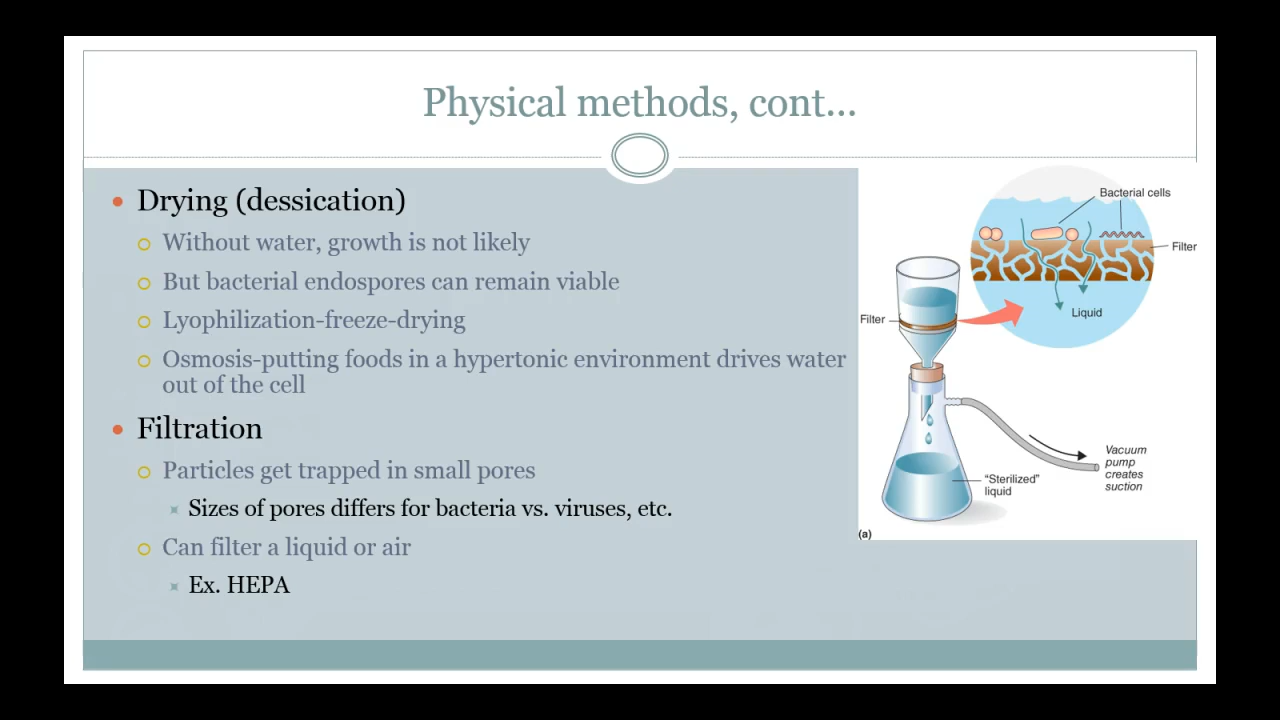 Physical methods, cont...
Drying (dessication)
Without water, growth is not likely
But bacterial endospores can remain viable
Lyophilization-freeze-drying
Osmosis-putting foods in a hypertonic environment drives water
out of the cell
Filtration
Particles get trapped in small pores
Sizes of pores differs for bacteria vs. viruses, etc.
Can filter a liquid or air
Ex. HEPA
Bacterial cells
Filter
Liquid
Filter
Vacuum
pump
creates
suction
"Sterilized"
liquid
(a)